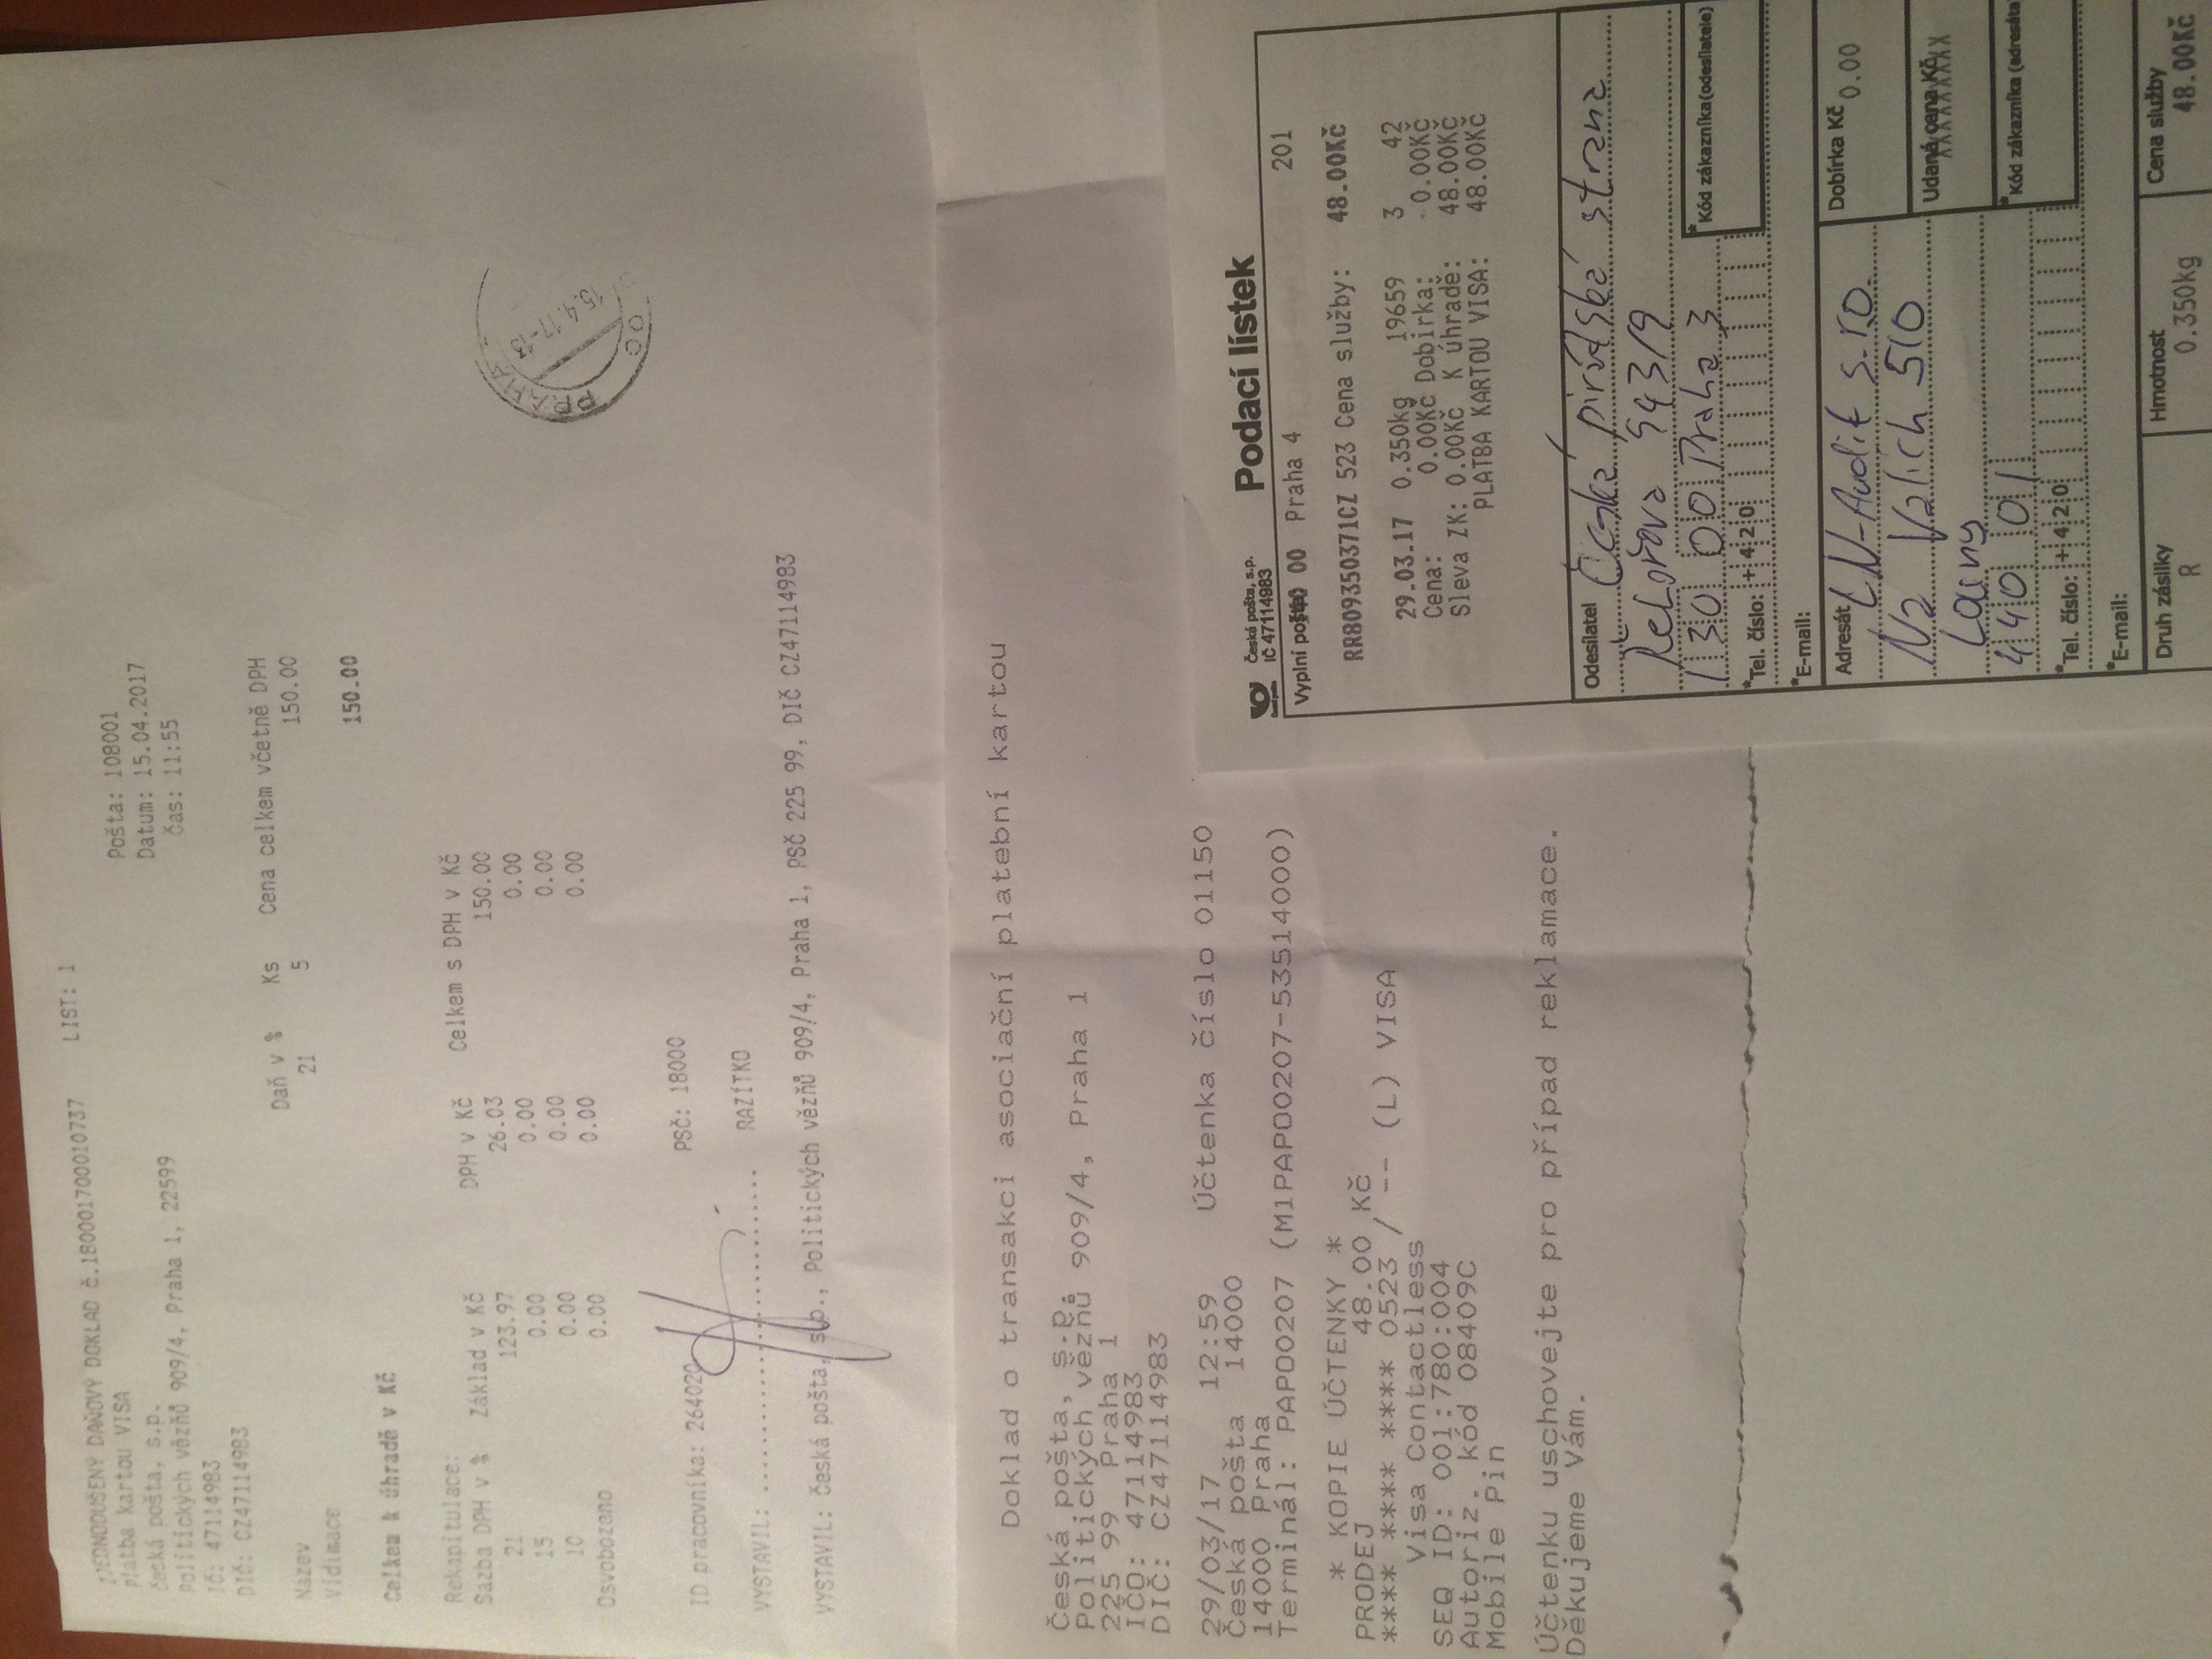 ZJEDNODUŠENÝ DAŇOVÝ DOKLAD č.180001700010737 LIST: 1
platba kartou VISA
česká pošta, s.p.
Politických vězňů 909/4, Praha 1, 22599
IČ: 47114983
DIČ: CZ47114983
Pošta: 108001
Datum: 15.04.2017
čas: 11:55
Název Daň v % Ks Cena celkem včetně DPH
Vidimace 21 5 150.00
Celkem k úhradě v Kč 150.00
Rekapitulace:
Sazba DPH v % Základ v Kč DPH v Kč Celkem s DPH v Kč
21 123.97 26.03 150.00
15 0.00 0.00 0.00
10 0.00 0.00 0.00
Osvobozeno 0.00 0.00 0.00
PRAHA
15.4.17-13
ID pracovníka: 264020 PSČ: 18000
VYSTAVIL: ............................ RAZÍTKO
VYSTAVIL: česká pošta, s.p., Politických vězňů 909/4, Praha 1, PSČ 225 99, DIČ CZ47114983
Doklad o transakci asociační platební kartou
Česká pošta, s.p.
Politických vězňů 909/4, Praha 1
225 99 Praha 1
IČO: 47114983
DIČ: CZ47114983
29/03/17 12:59 Účtenka číslo 01150
Česká pošta 14000
14000 Praha
Terminál: PAP00207 (M1PAP00207-53514000)
* KOPIE ÚČTENKY *
PRODEJ 48.00 Kč
**** **** **** 0523 / -- (L) VISA
Visa Contactless
SEQ ID: 001:780:004
Autoriz. kód 08409C
Mobile Pin
Účtenku uschovejte pro případ reklamace.
Děkujeme Vám.
Česká pošta, s.p.
IČ 47114983
Podací lístek
Vyplní pošta 140 00 Praha 4 201
RR809350371CZ 523 Cena služby: 48.00Kč
29.03.17 0.350kg 19659 3 42
Cena: 0.00Kč Dobírka: 0.00Kč
Sleva ZK: 0.00Kč K úhradě: 48.00Kč
PLATBA KARTOU VISA: 48.00Kč
Odesílatel Česká pirátská strana
Řehořova 943/9
130 00 Praha 3
*Kód zákazníka (odesílatele)
*Tel. číslo: +420
*E-mail:
Adresát LN-Audit s.r.o.
Na Valích 510
Louny
440 01
Dobírka Kč 0.00
Udaná cena Kč
XXXXXXXXX
*Kód zákazníka (adresáta
*Tel. číslo: +420
*E-mail:
Druh zásilky Hmotnost Cena služby
R 0.350kg 48.00Kč